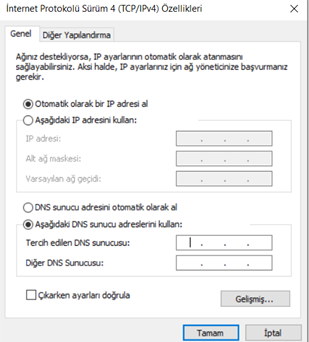 İnternet Protokolü Sürüm 4 (TCP/IPv4) Özellikleri
Genel
Diğer Yapılandırma
Ağınız destekliyorsa, IP ayarlarının otomatik olarak atanmasını
sağlayabilirsiniz. Aksi halde, IP ayarlarınız için ağ yöneticinize başvurmanız
gerekir.
Otomatik olarak bir IP adresi al
Aşağıdaki IP adresini kullan:
IP adresi:
Alt ağ maskesi:
Varsayılan ağ geçidi:
DNS sunucu adresini otomatik olarak al
Aşağıdaki DNS sunucu adreslerini kullan:
Tercih edilen DNS sunucusu:
Diğer DNS Sunucusu:
Çıkarken ayarları doğrula
Gelişmiş...
Tamam
İptal